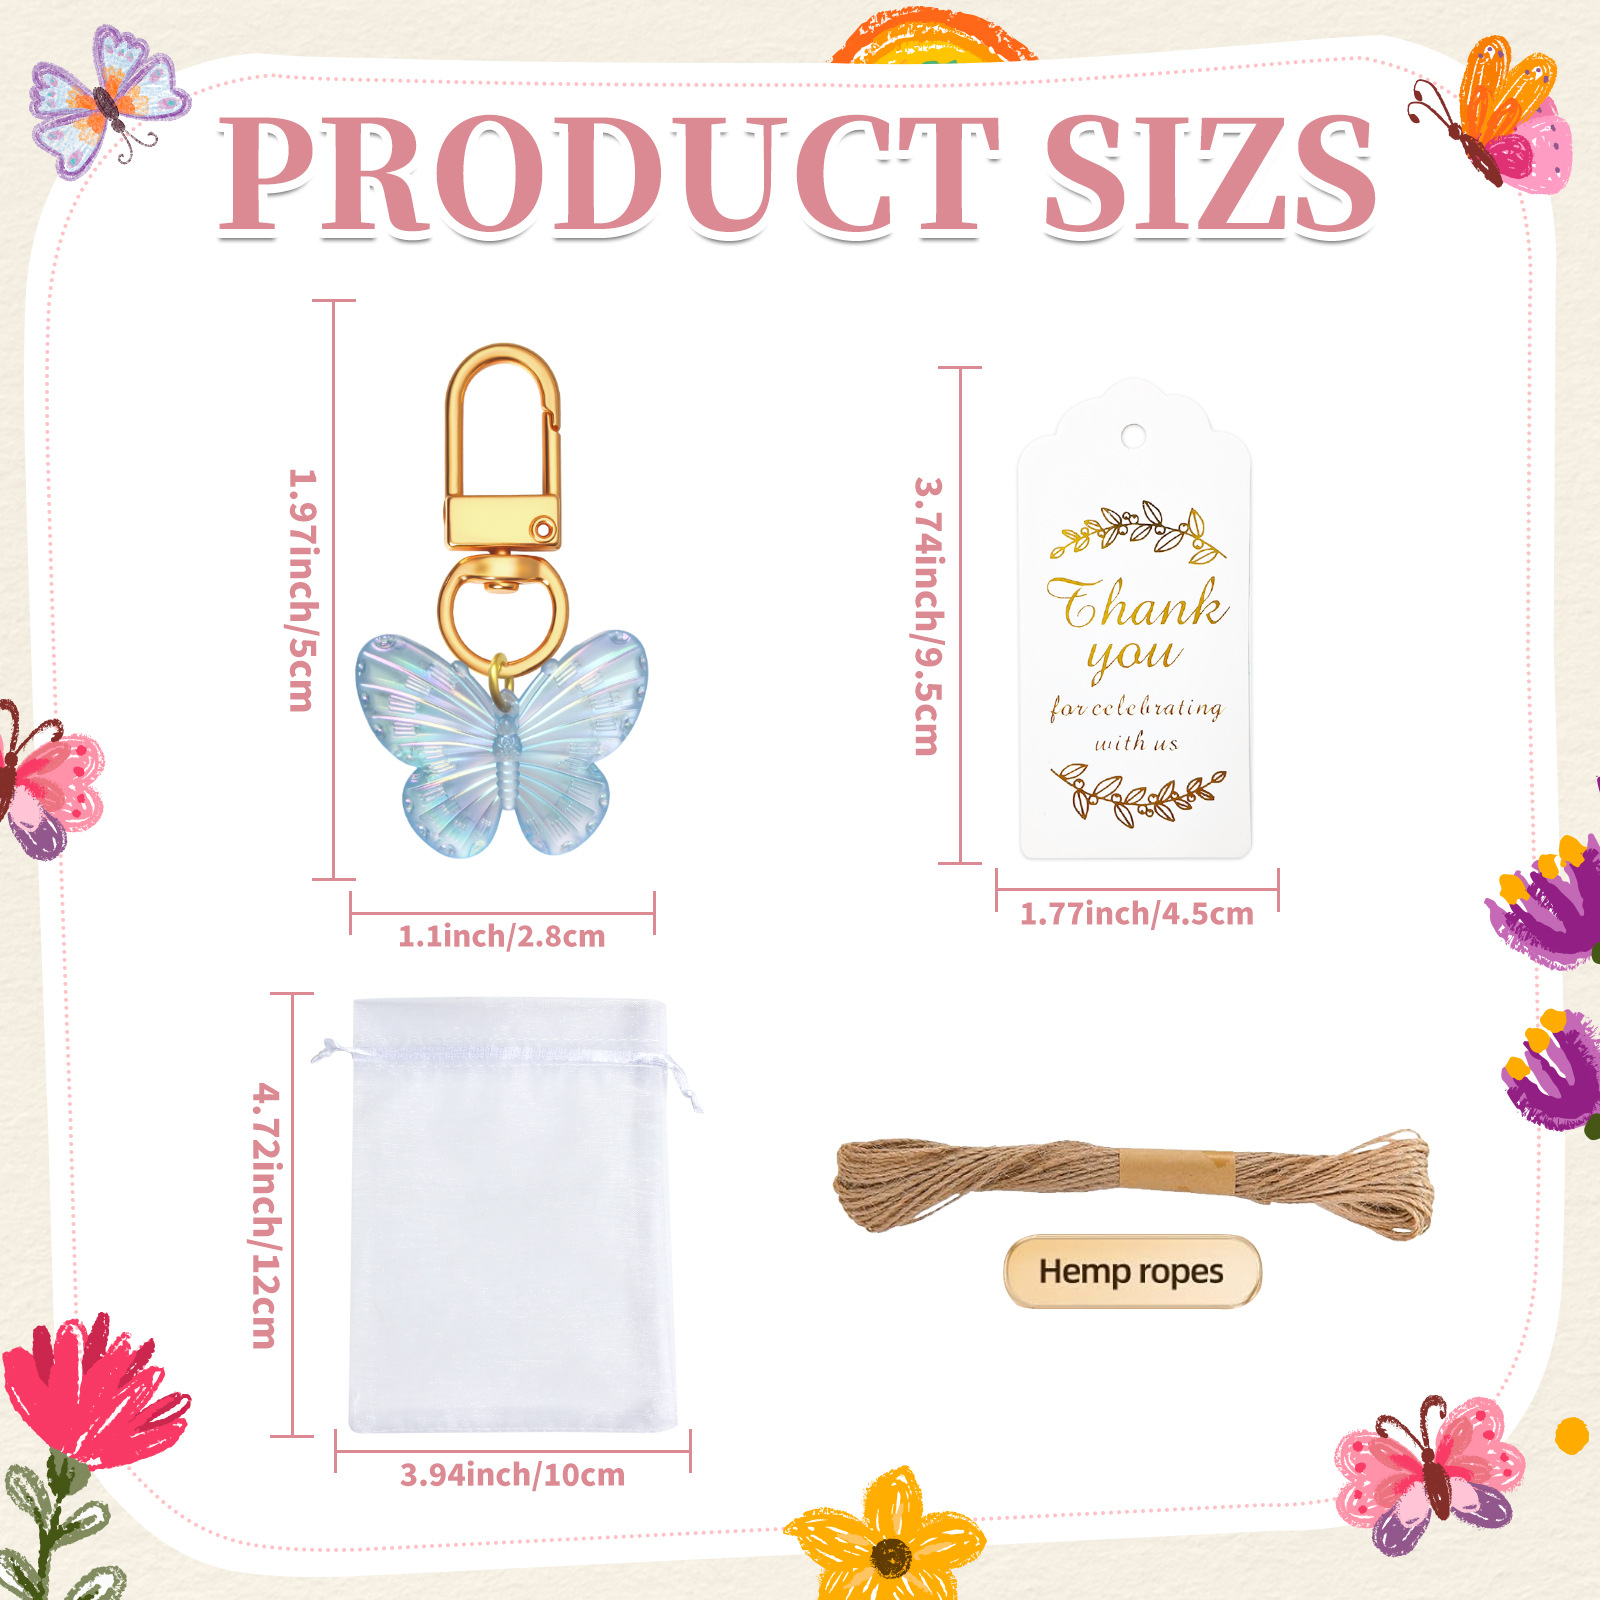 PRODUCT SIZS
1.97inch/5cm
1.1inch/2.8cm
3.74inch/9.5cm
Thank
you
for celebrating
with us
1.77inch/4.5cm
4.72inch/12cm
3.94inch/10cm
Hemp ropes